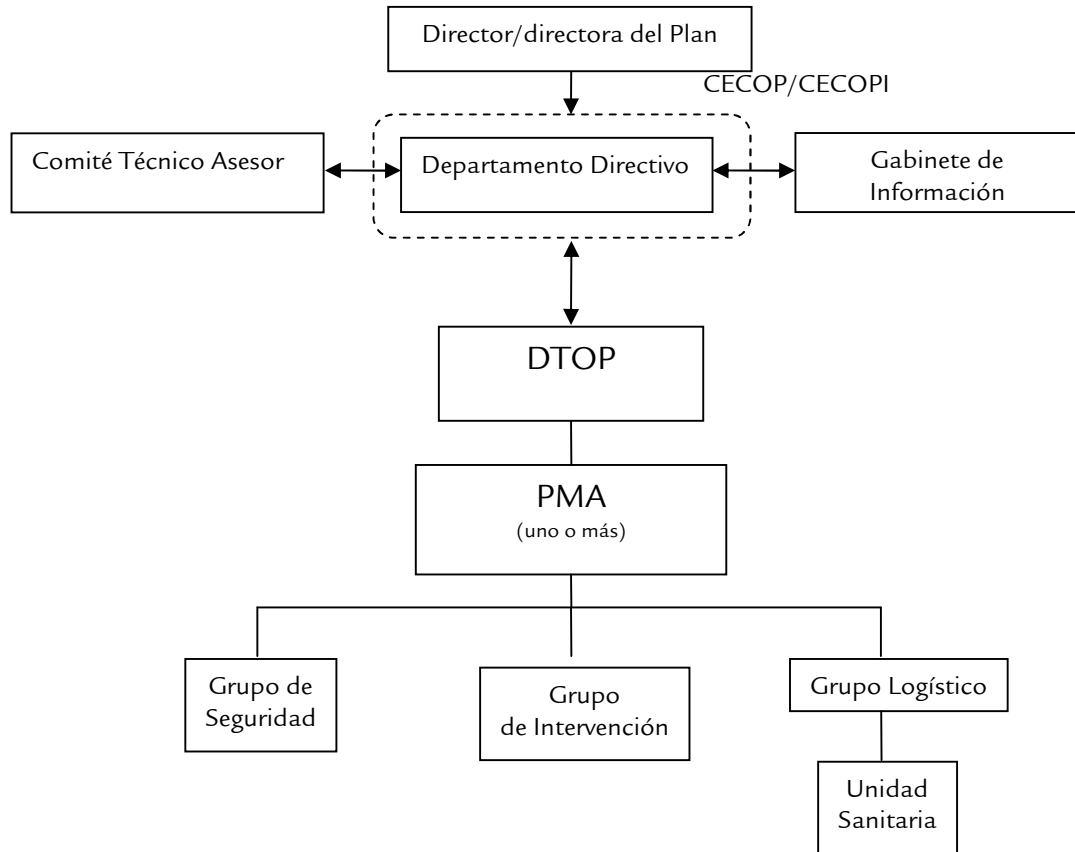 Director/directora del Plan
CECOP/CECOPI
Comité Técnico Asesor
Departamento Directivo
Gabinete de
Información
DTOP
PMA
(uno o más)
Grupo de
Seguridad
Grupo
de Intervención
Grupo Logístico
Unidad
Sanitaria